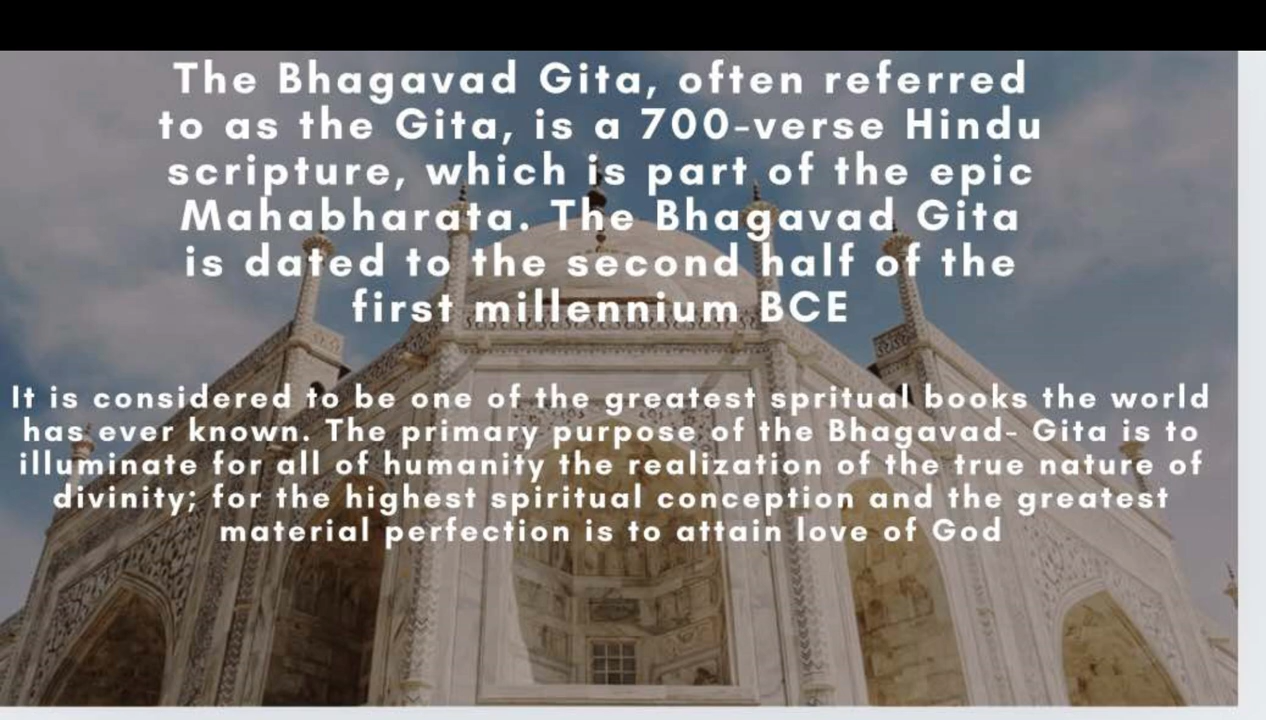 The Bhagavad Gita, often referred
to as the Gita, is a 700-verse Hindu
scripture, which is part of the epic
Mahabharata. The Bhagavad Gita
is dated to the second half of the
first millennium BCE
It is considered to be one of the greatest spritual books the world
has ever known. The primary purpose of the Bhagavad- Gita is to
illuminate for all of humanity the realization of the true nature of
divinity; for the highest spiritual conception and the greatest
material perfection is to attain love of God